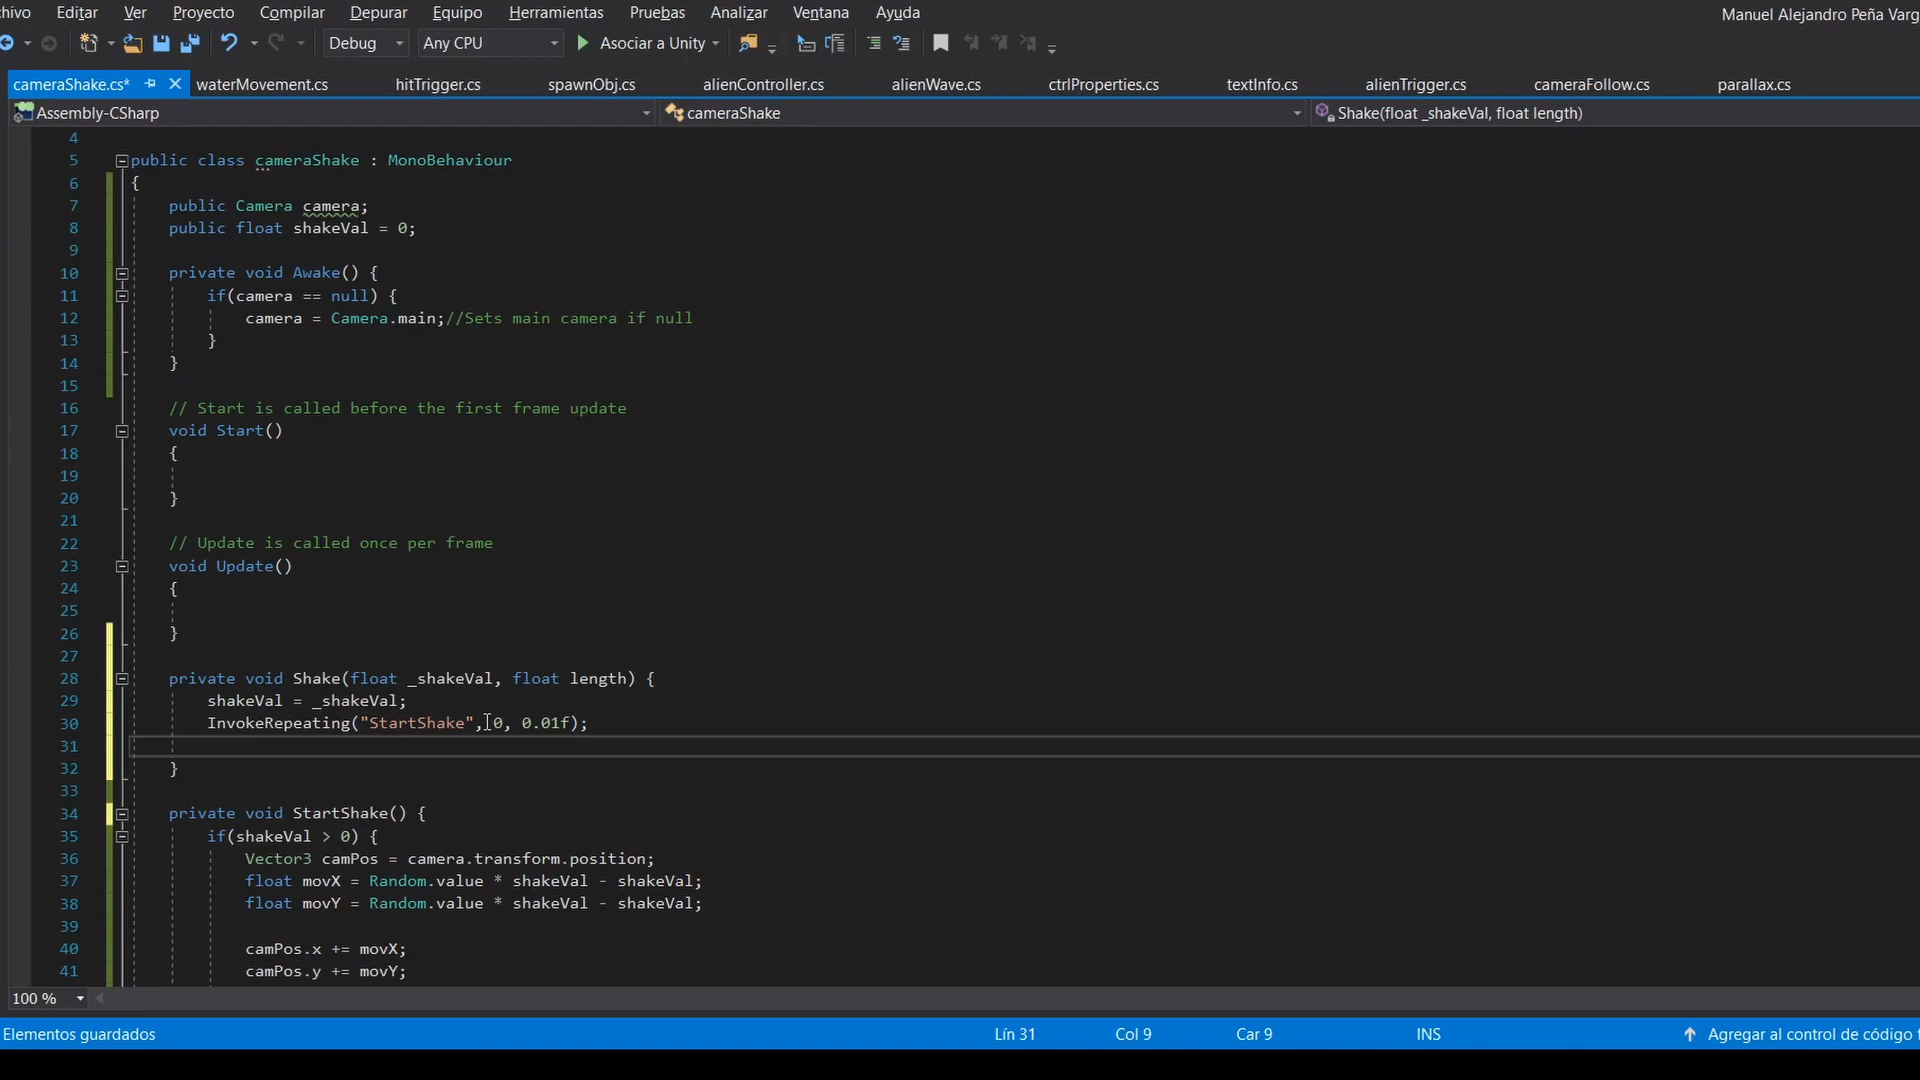 hivo Editar Ver Proyecto Compilar Depurar Equipo Herramientas Pruebas Analizar Ventana Ayuda Manuel Alejandro Peña Varg
Debug Any CPU Asociar a Unity
cameraShake.cs* waterMovement.cs hitTrigger.cs spawnObj.cs alienController.cs alienWave.cs ctrlProperties.cs textInfo.cs alienTrigger.cs cameraFollow.cs parallax.cs
Assembly-CSharp cameraShake Shake(float _shakeVal, float length)
4
5 public class cameraShake : MonoBehaviour
6 {
7 public Camera camera;
8 public float shakeVal = 0;
9
10 private void Awake() {
11 if(camera == null) {
12 camera = Camera.main;//Sets main camera if null
13 }
14 }
15
16 // Start is called before the first frame update
17 void Start()
18 {
19
20 }
21
22 // Update is called once per frame
23 void Update()
24 {
25
26 }
27
28 private void Shake(float _shakeVal, float length) {
29 shakeVal = _shakeVal;
30 InvokeRepeating("StartShake", 0, 0.01f);
31
32 }
33
34 private void StartShake() {
35 if(shakeVal > 0) {
36 Vector3 camPos = camera.transform.position;
37 float movX = Random.value * shakeVal - shakeVal;
38 float movY = Random.value * shakeVal - shakeVal;
39
40 camPos.x += movX;
41 camPos.y += movY;
100 %
Elementos guardados Lín 31 Col 9 Car 9 INS Agregar al control de código f